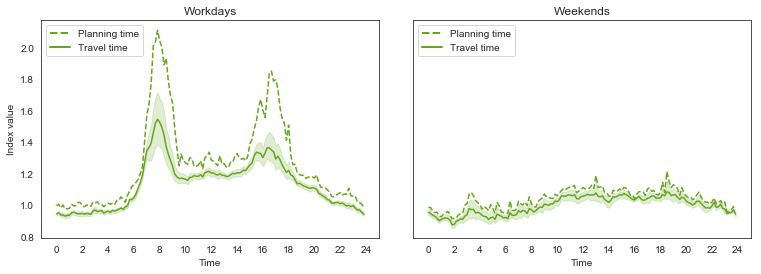 Workdays
Planning time
Travel time
Index value
2.0
1.8
1.6
1.4
1.2
1.0
0.8
0 2 4 6 8 10 12 14 16 18 20 22 24
Time
Weekends
Planning time
Travel time
0 2 4 6 8 10 12 14 16 18 20 22 24
Time